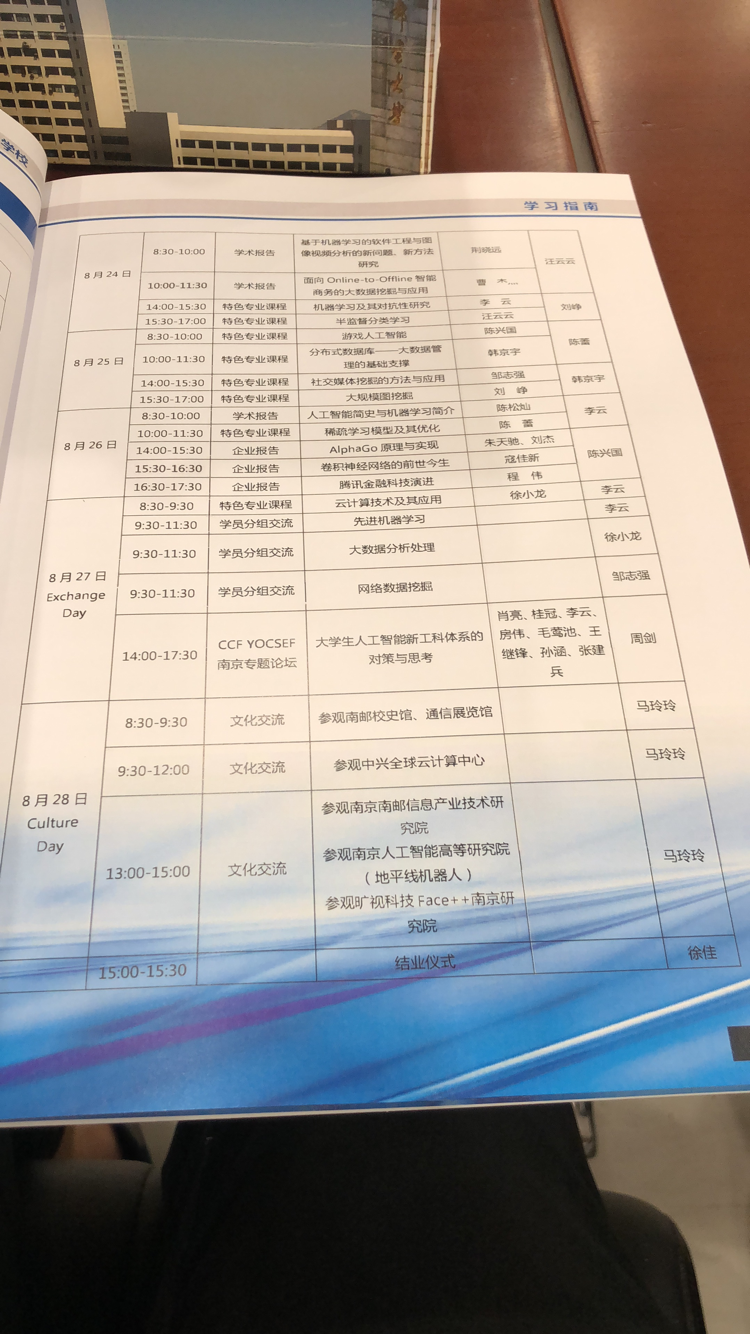 学校
学习指南
8月24日
8:30-10:00 学术报告 基于机器学习的软件工程与图
像视频分析的新问题、新方法
研究
荆晓远 汪云云
10:00-11:30 学术报告 面向 Online-to-Offline 智能
商务的大数据挖掘与应用
曹 杰
14:00-15:30 特色专业课程 机器学习及其对抗性研究 李 云 刘峥
15:30-17:00 特色专业课程 半监督分类学习 汪云云
8月25日
8:30-10:00 特色专业课程 游戏人工智能 陈兴国 陈蕾
10:00-11:30 特色专业课程 分布式数据库——大数据管
理的基础支撑
韩京宇
14:00-15:30 特色专业课程 社交媒体挖掘的方法与应用 邹志强 韩京宇
15:30-17:00 特色专业课程 大规模图挖掘 刘 峥
8月26日
8:30-10:00 学术报告 人工智能简史与机器学习简介 陈松灿 李云
10:00-11:30 特色专业课程 稀疏学习模型及其优化 陈 蕾
14:00-15:30 企业报告 AlphaGo 原理与实现 朱天驰、刘杰 陈兴国
15:30-16:30 企业报告 卷积神经网络的前世今生 寇佳新
16:30-17:30 企业报告 腾讯金融科技演进 程 伟
8月27日
Exchange
Day
8:30-9:30 特色专业课程 云计算技术及其应用 徐小龙 李云
9:30-11:30 学员分组交流 先进机器学习 李云
9:30-11:30 学员分组交流 大数据分析处理 徐小龙
9:30-11:30 学员分组交流 网络数据挖掘 邹志强
14:00-17:30 CCF YOCSEF
南京专题论坛
大学生人工智能新工科体系的
对策与思考
肖亮、桂冠、李云、
房伟、毛莺池、王
继锋、孙涵、张建
兵
周剑
8月28日
Culture
Day
8:30-9:30 文化交流 参观南邮校史馆、通信展览馆 马玲玲
9:30-12:00 文化交流 参观中兴全球云计算中心 马玲玲
13:00-15:00 文化交流 参观南京南邮信息产业技术研
究院
参观南京人工智能高等研究院
（地平线机器人）
参观旷视科技 Face++南京研
究院
马玲玲
15:00-15:30 结业仪式 徐佳